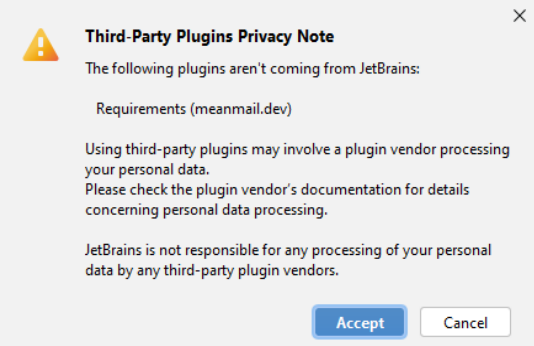 Third-Party Plugins Privacy Note
The following plugins aren't coming from JetBrains:
Requirements (meanmail.dev)
Using third-party plugins may involve a plugin vendor processing
your personal data.
Please check the plugin vendor's documentation for details
concerning personal data processing.
JetBrains is not responsible for any processing of your personal
data by any third-party plugin vendors.
Accept
Cancel